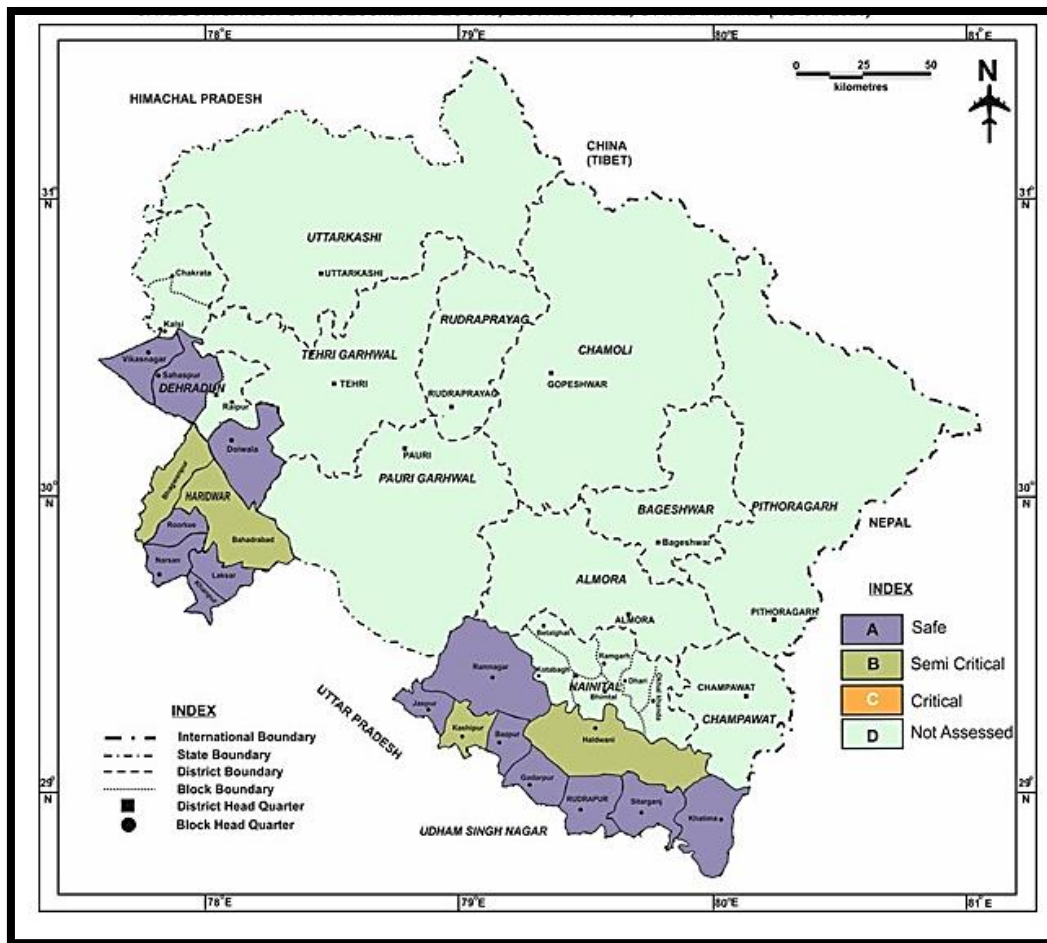 78°E 79°E 80°E 81°E
0 25 50
kilometres
N
HIMACHAL PRADESH
CHINA
(TIBET)
31°
N
31°
N
UTTARKASHI
UTTARKASHI
Chakrata
Kalsi
RUDRAPRAYAG
TEHRI GARHWAL
CHAMOLI
Vikasnagar
Sahaspur
DEHRADUN
TEHRI
GOPESHWAR
RUDRAPRAYAG
Raipur
Doiwala
PAURI
PAURI GARHWAL
Bhagwanpur
HARIDWAR
30°
N
30°
N
BAGESHWAR
PITHORAGARH
NEPAL
Roorkee
Bahadrabad
Bageshwar
Narsan
Laksar
Khanpur
ALMORA
INDEX
A Safe
B Semi Critical
C Critical
D Not Assessed
ALMORA
PITHORAGARH
Betalghat
Ramgarh
Ramnagar
Kotabagh
Dhari
NAINITAL
Bhimtal
CHAMPAWAT
CHAMPAWAT
UTTAR PRADESH
Jaspur
Kashipur
Bazpur
Haldwani
Gadarpur
RUDRAPUR
Sitarganj
Khatima
UDHAM SINGH NAGAR
INDEX
International Boundary
State Boundary
District Boundary
Block Boundary
District Head Quarter
Block Head Quarter
29°
N
29°
N
78°E 79°E 80°E 81°E